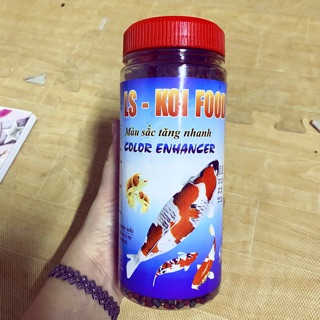 LS - KOI FOOD
Màu sắc tăng nhanh
COLOR ENHANCER